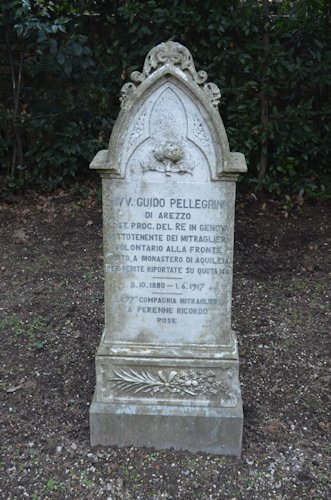 AVV. GUIDO PELLEGRINI
DI AREZZO
SOST. PROC. DEL RE IN GENOVA
SOTTOTENENTE DEI MITRAGLIERI
VOLONTARIO ALLA FRONTE
MORTO A MONASTERO DI AQUILEIA
PER FERITE RIPORTATE SU QUOTA 144
8.10.1880 - 1.6.1917
COMPAGNIA MITRAGLIERI
A PERENNE RICORDO
POSE